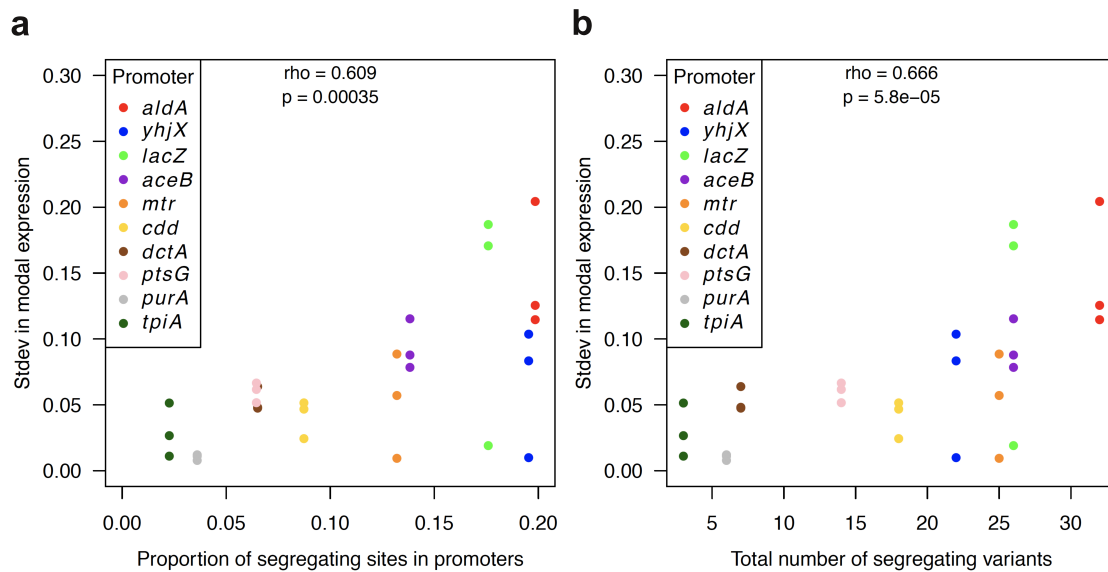 a
Promoter
aldA
yhjX
lacZ
aceB
mtr
cdd
dctA
ptsG
purA
tpiA
rho = 0.609
p = 0.00035
Stdev in modal expression
0.30
0.25
0.20
0.15
0.10
0.05
0.00
0.00
0.05
0.10
0.15
0.20
Proportion of segregating sites in promoters
b
Promoter
aldA
yhjX
lacZ
aceB
mtr
cdd
dctA
ptsG
purA
tpiA
rho = 0.666
p = 5.8e−05
Stdev in modal expression
0.30
0.25
0.20
0.15
0.10
0.05
0.00
5
10
15
20
25
30
Total number of segregating variants